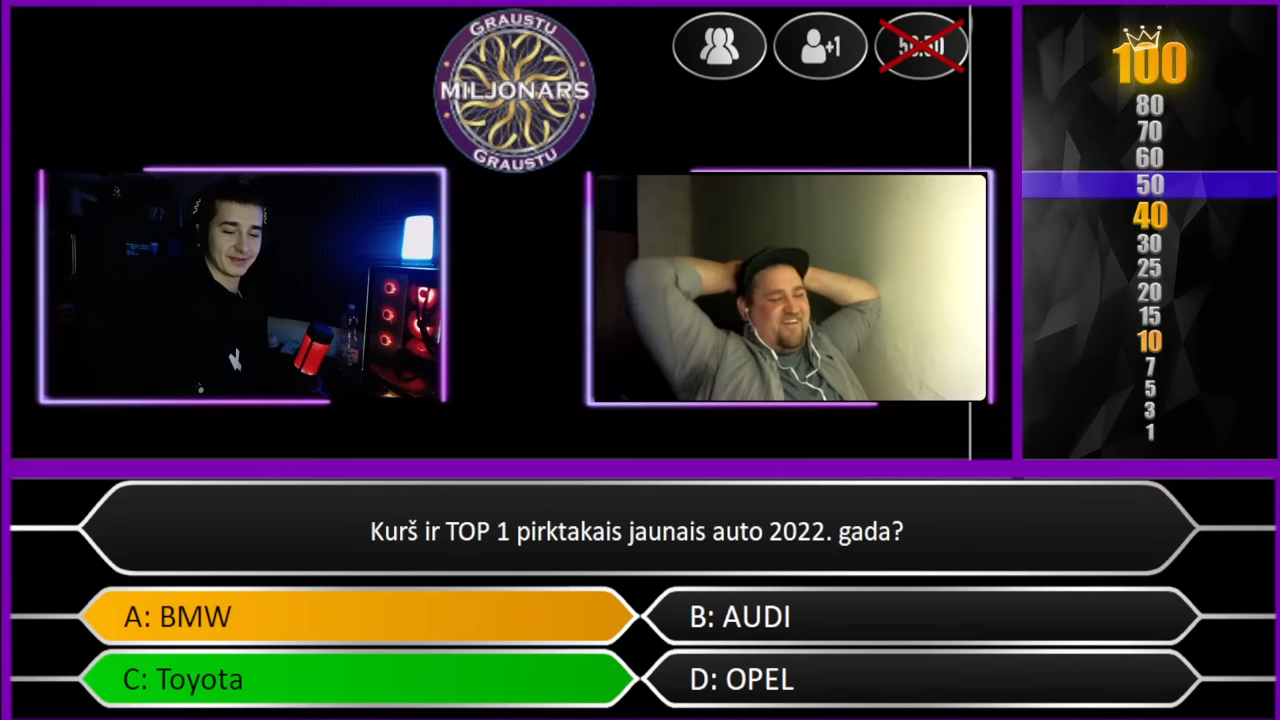 GRAUSTU
MILJONARS
GRAUSTU
+1
50:50
100
80
70
60
50
40
30
25
20
15
10
7
5
3
1
Kurš ir TOP 1 pirktakais jaunais auto 2022. gada?
A: BMW
B: AUDI
C: Toyota
D: OPEL